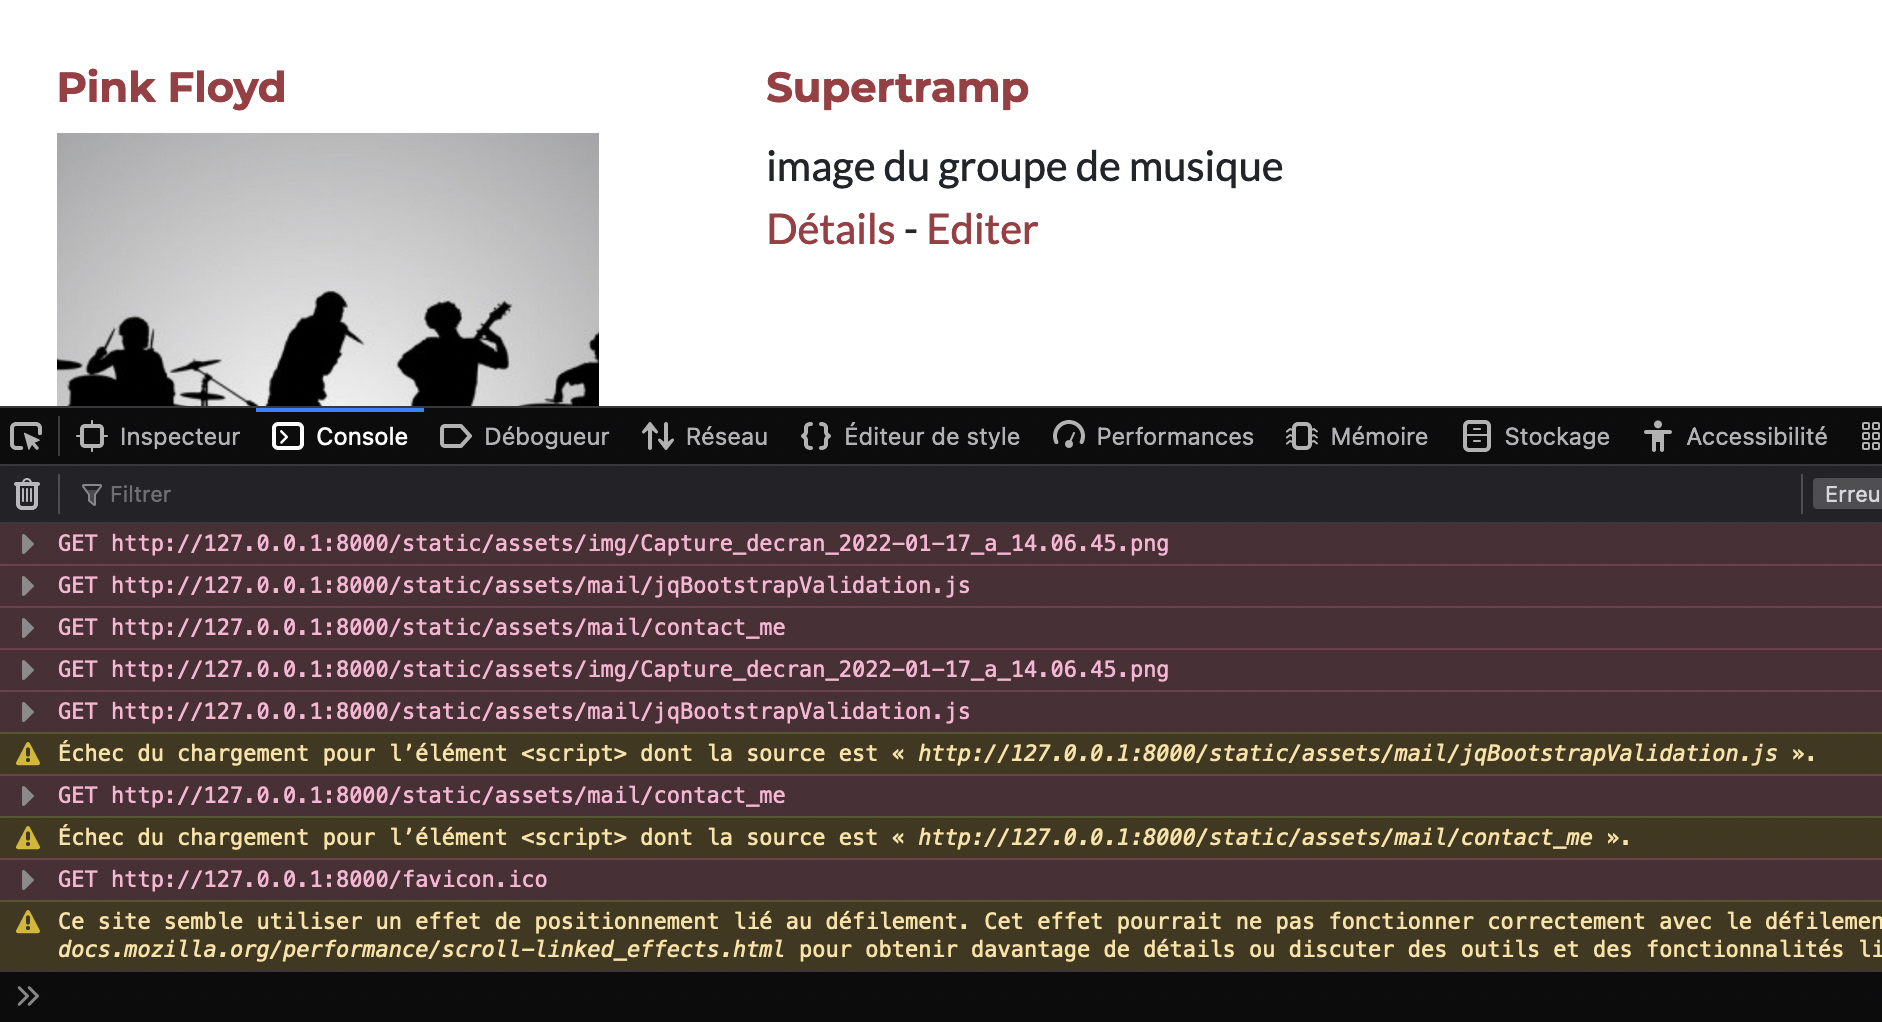 Pink Floyd
Supertramp
image du groupe de musique
Détails - Editer
Inspecteur
Console
Débogueur
Réseau
Éditeur de style
Performances
Mémoire
Stockage
Accessibilité
Filtrer
Erreu
GET http://127.0.0.1:8000/static/assets/img/Capture_decran_2022-01-17_a_14.06.45.png
GET http://127.0.0.1:8000/static/assets/mail/jqBootstrapValidation.js
GET http://127.0.0.1:8000/static/assets/mail/contact_me
GET http://127.0.0.1:8000/static/assets/img/Capture_decran_2022-01-17_a_14.06.45.png
GET http://127.0.0.1:8000/static/assets/mail/jqBootstrapValidation.js
Échec du chargement pour l’élément <script> dont la source est « http://127.0.0.1:8000/static/assets/mail/jqBootstrapValidation.js ».
GET http://127.0.0.1:8000/static/assets/mail/contact_me
Échec du chargement pour l’élément <script> dont la source est « http://127.0.0.1:8000/static/assets/mail/contact_me ».
GET http://127.0.0.1:8000/favicon.ico
Ce site semble utiliser un effet de positionnement lié au défilement. Cet effet pourrait ne pas fonctionner correctement avec le défilemen
docs.mozilla.org/performance/scroll-linked_effects.html pour obtenir davantage de détails ou discuter des outils et des fonctionnalités li